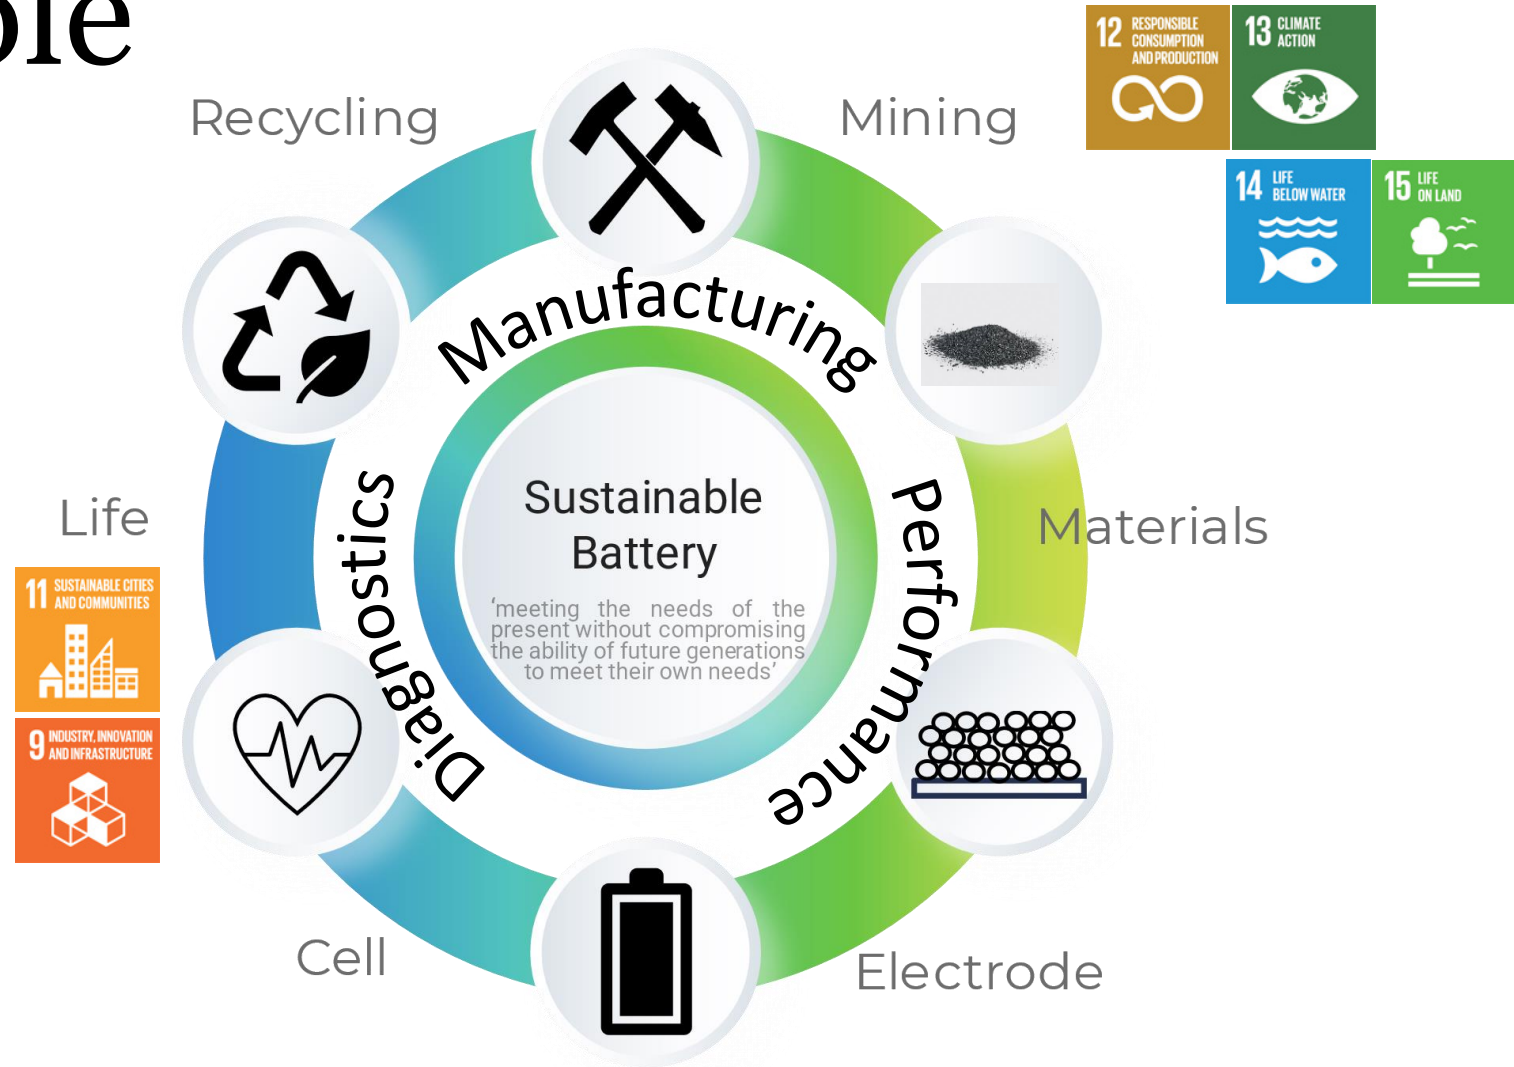 ble
12 RESPONSIBLE
CONSUMPTION
AND PRODUCTION
13 CLIMATE
ACTION
14 LIFE
BELOW WATER
15 LIFE
ON LAND
Recycling
Mining
Manufacturing
Life
Materials
Diagnostics
Performance
Sustainable
Battery
‘meeting the needs of the
present without compromising
the ability of future generations
to meet their own needs’
11 SUSTAINABLE CITIES
AND COMMUNITIES
9 INDUSTRY, INNOVATION
AND INFRASTRUCTURE
Cell
Electrode